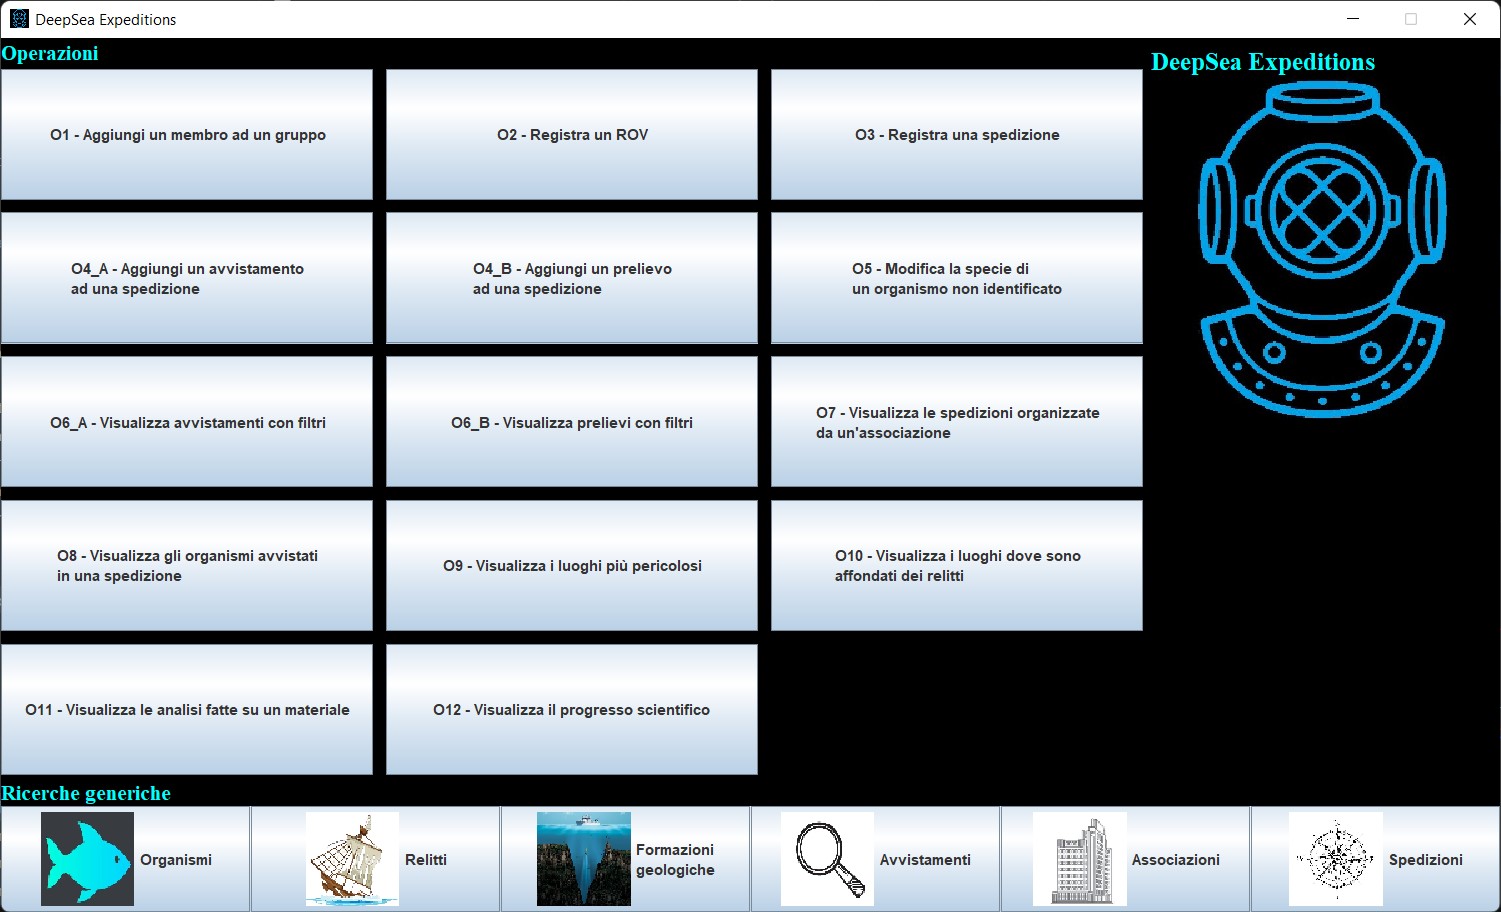 DeepSea Expeditions
Operazioni
DeepSea Expeditions
O1 - Aggiungi un membro ad un gruppo
O2 - Registra un ROV
O3 - Registra una spedizione
O4_A - Aggiungi un avvistamento
ad una spedizione
O4_B - Aggiungi un prelievo
ad una spedizione
O5 - Modifica la specie di
un organismo non identificato
O6_A - Visualizza avvistamenti con filtri
O6_B - Visualizza prelievi con filtri
O7 - Visualizza le spedizioni organizzate
da un'associazione
O8 - Visualizza gli organismi avvistati
in una spedizione
O9 - Visualizza i luoghi più pericolosi
O10 - Visualizza i luoghi dove sono
affondati dei relitti
O11 - Visualizza le analisi fatte su un materiale
O12 - Visualizza il progresso scientifico
Ricerche generiche
Organismi
Relitti
Formazioni
geologiche
Avvistamenti
Associazioni
Spedizioni